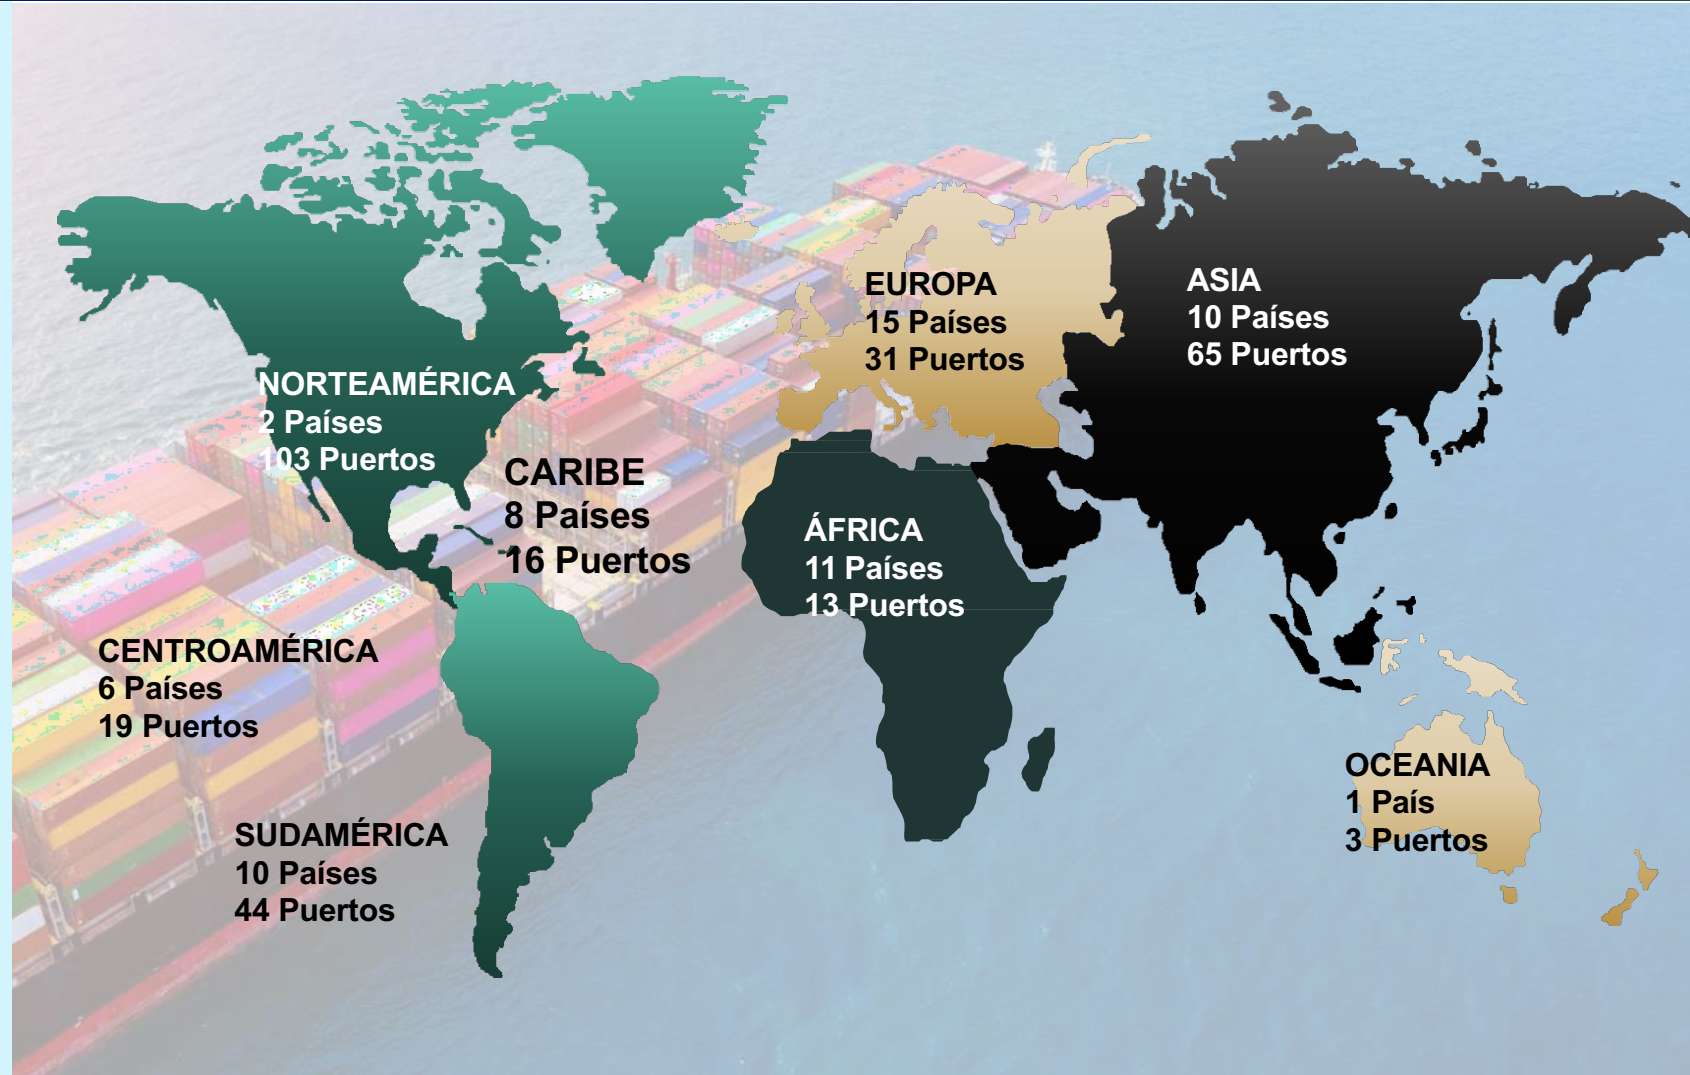 EUROPA
15 Países
31 Puertos
ASIA
10 Países
65 Puertos
NORTEAMÉRICA
2 Países
103 Puertos
CARIBE
8 Países
16 Puertos
ÁFRICA
11 Países
13 Puertos
CENTROAMÉRICA
6 Países
19 Puertos
OCEANIA
1 País
3 Puertos
SUDAMÉRICA
10 Países
44 Puertos